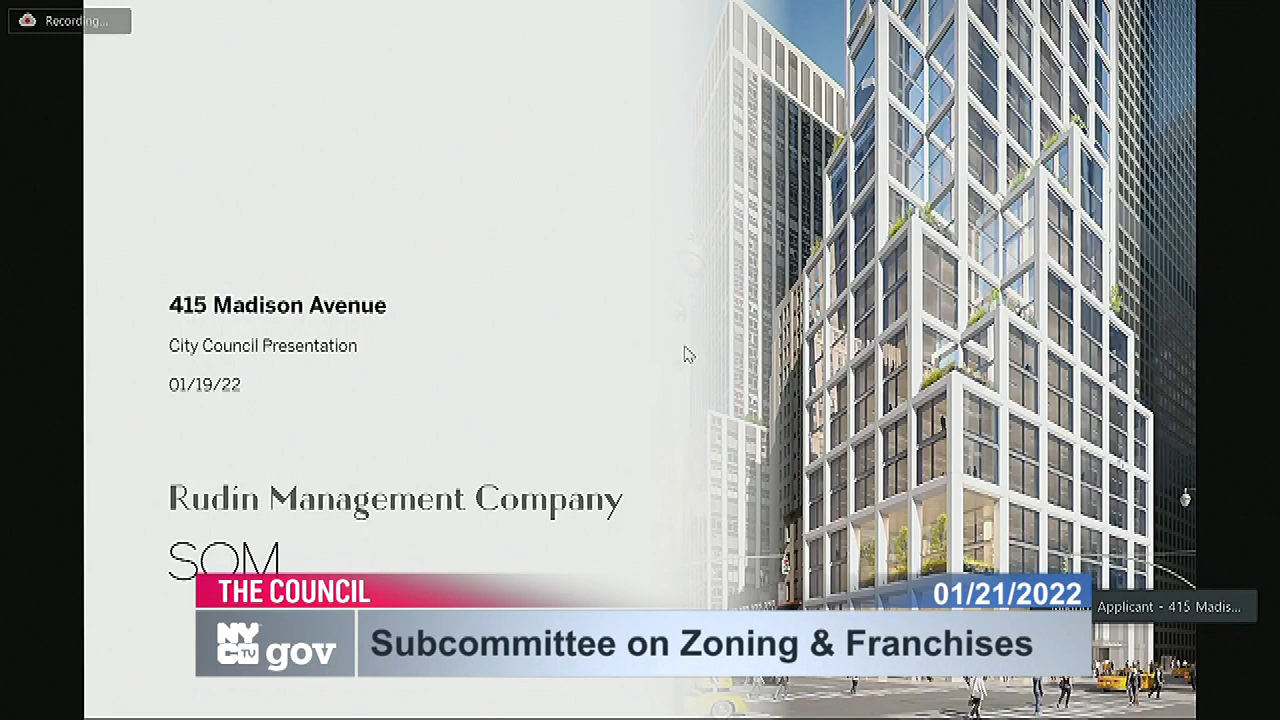 Recording...
415 Madison Avenue
City Council Presentation
01/19/22
Rudin Management Company
SOM
THE COUNCIL
01/21/2022
Applicant - 415 Madis...
NYC TV gov
Subcommittee on Zoning & Franchises